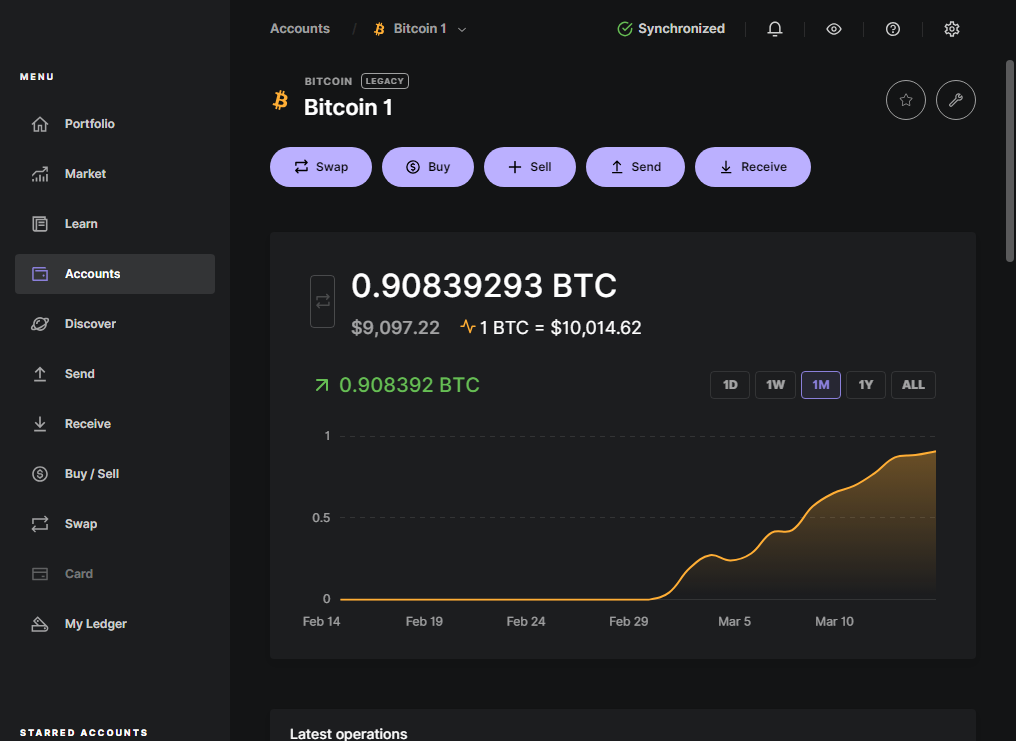 Accounts / Bitcoin 1
Synchronized
MENU
Portfolio
Market
Learn
Accounts
Discover
Send
Receive
Buy / Sell
Swap
Card
My Ledger
STARRED ACCOUNTS
BITCOIN LEGACY
Bitcoin 1
Swap
Buy
Sell
Send
Receive
0.90839293 BTC
$9,097.22 1 BTC = $10,014.62
0.908392 BTC
1D 1W 1M 1Y ALL
1
0.5
0
Feb 14 Feb 19 Feb 24 Feb 29 Mar 5 Mar 10
Latest operations